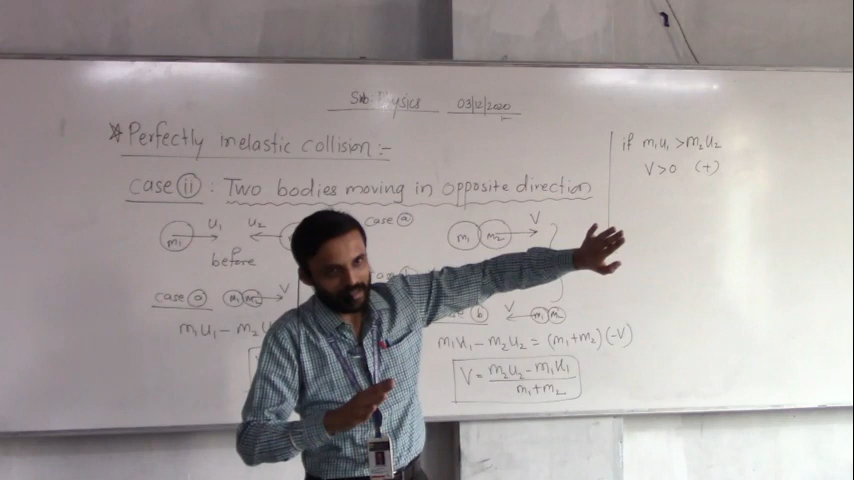 Sub: Physics 03/12/2020
* Perfectly inelastic collision :-
case (ii) : Two bodies moving in opposite direction
m₁ u₁ u₂
before
case (a)
m₁ m₂ V
case (a) m₁ m₂ V
m₁u₁ - m₂u
case (b) V m₁ m₂
m₁u₁ - m₂u₂ = (m₁+m₂)(-V)
V = m₂u₂ - m₁u₁ / m₁+m₂
if m₁u₁ > m₂u₂
V>0 (+)